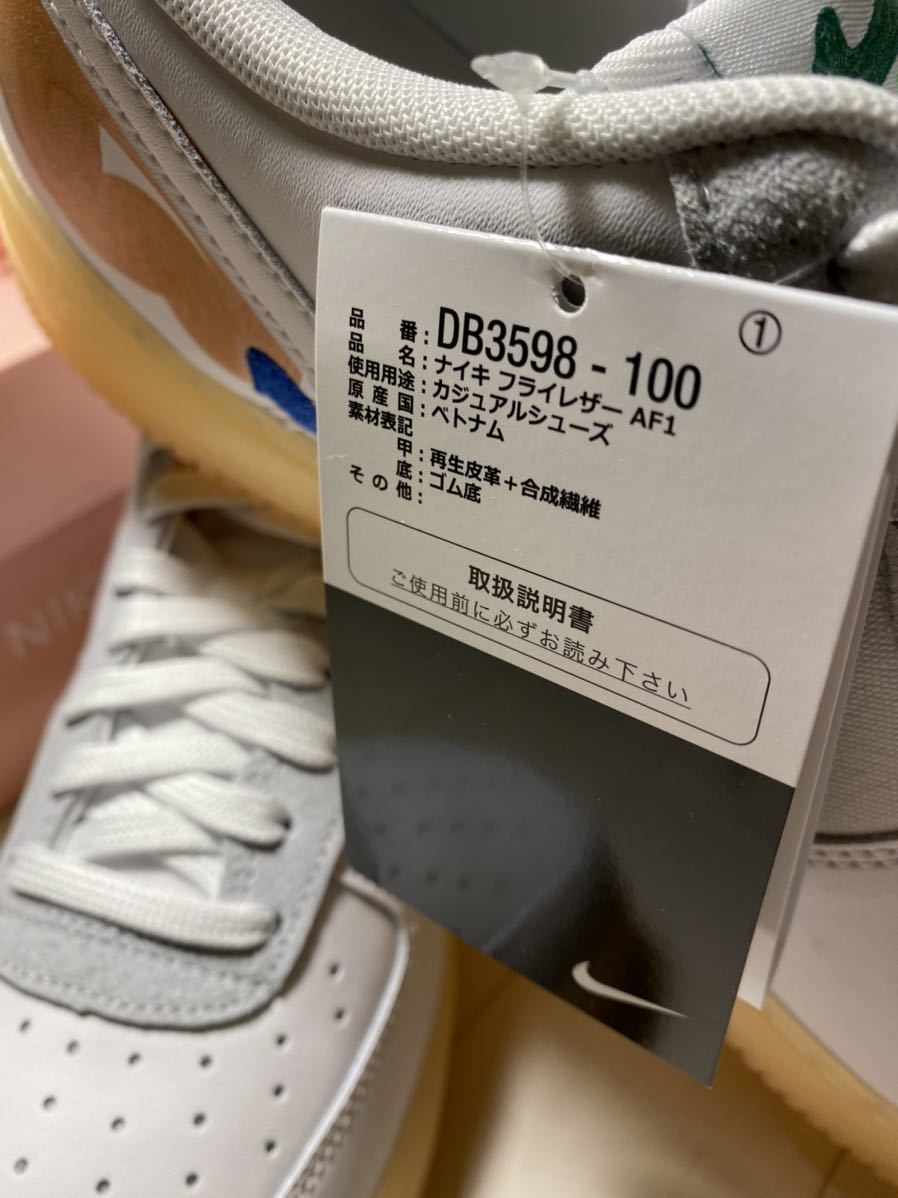 ①
品番: DB3598 - 100
品名: ナイキ フライレザー AF1
使用用途: カジュアルシューズ
原産国: ベトナム
素材表記
甲: 再生皮革+合成繊維
底: ゴム底
その他:
取扱説明書
ご使用前に必ずお読み下さい
NIK